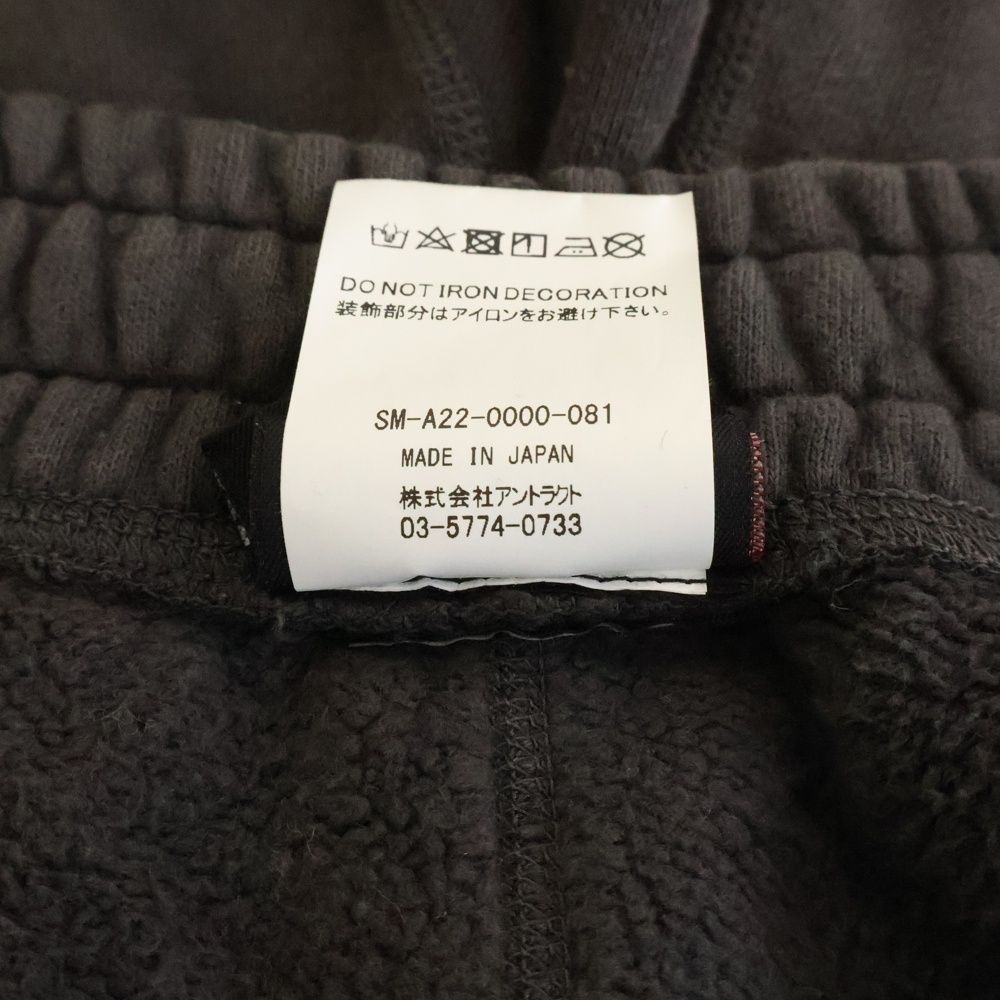 DO NOT IRON DECORATION
装飾部分はアイロンをお避け下さい。
SM-A22-0000-081
MADE IN JAPAN
株式会社アントラクト
03-5774-0733